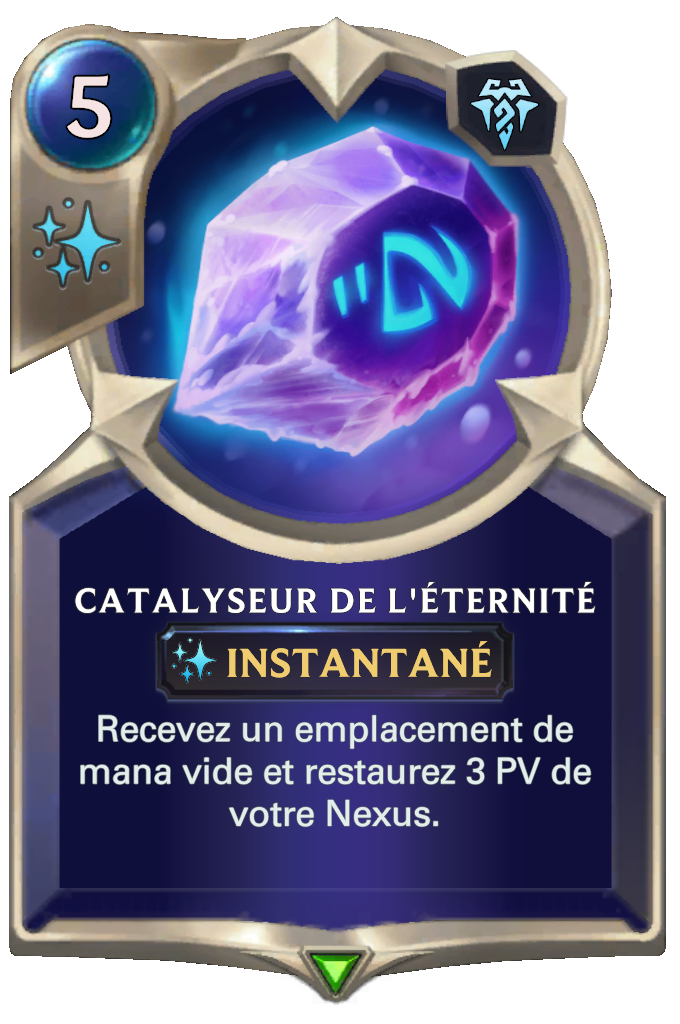 5
CATALYSEUR DE L'ÉTERNITÉ
INSTANTANÉ
Recevez un emplacement de
mana vide et restaurez 3 PV de
votre Nexus.